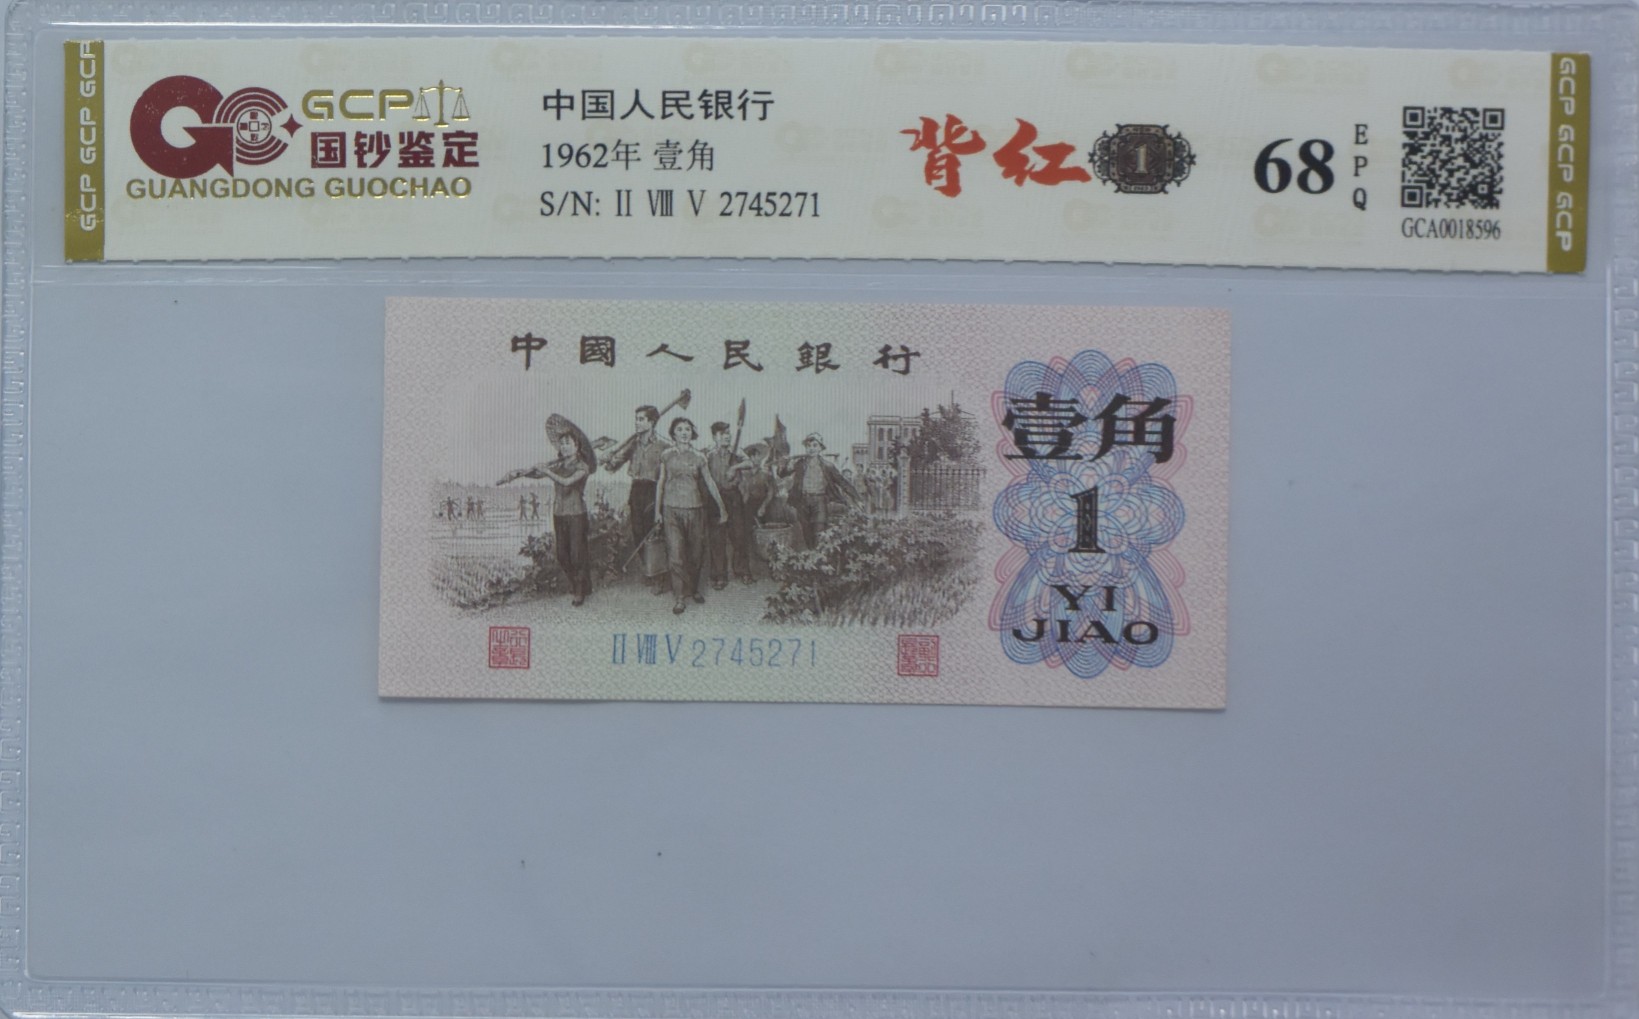 GCP GCP GCP
GCP
国钞鉴定
GUANGDONG GUOCHAO
中国人民银行
1962年 壹角
S/N: II VIII V 2745271
背红
1
68
EPQ
GCA0018596
GCP GCP GCP
中國人民銀行
壹角
1
YI
JIAO
II VIII V 2745271